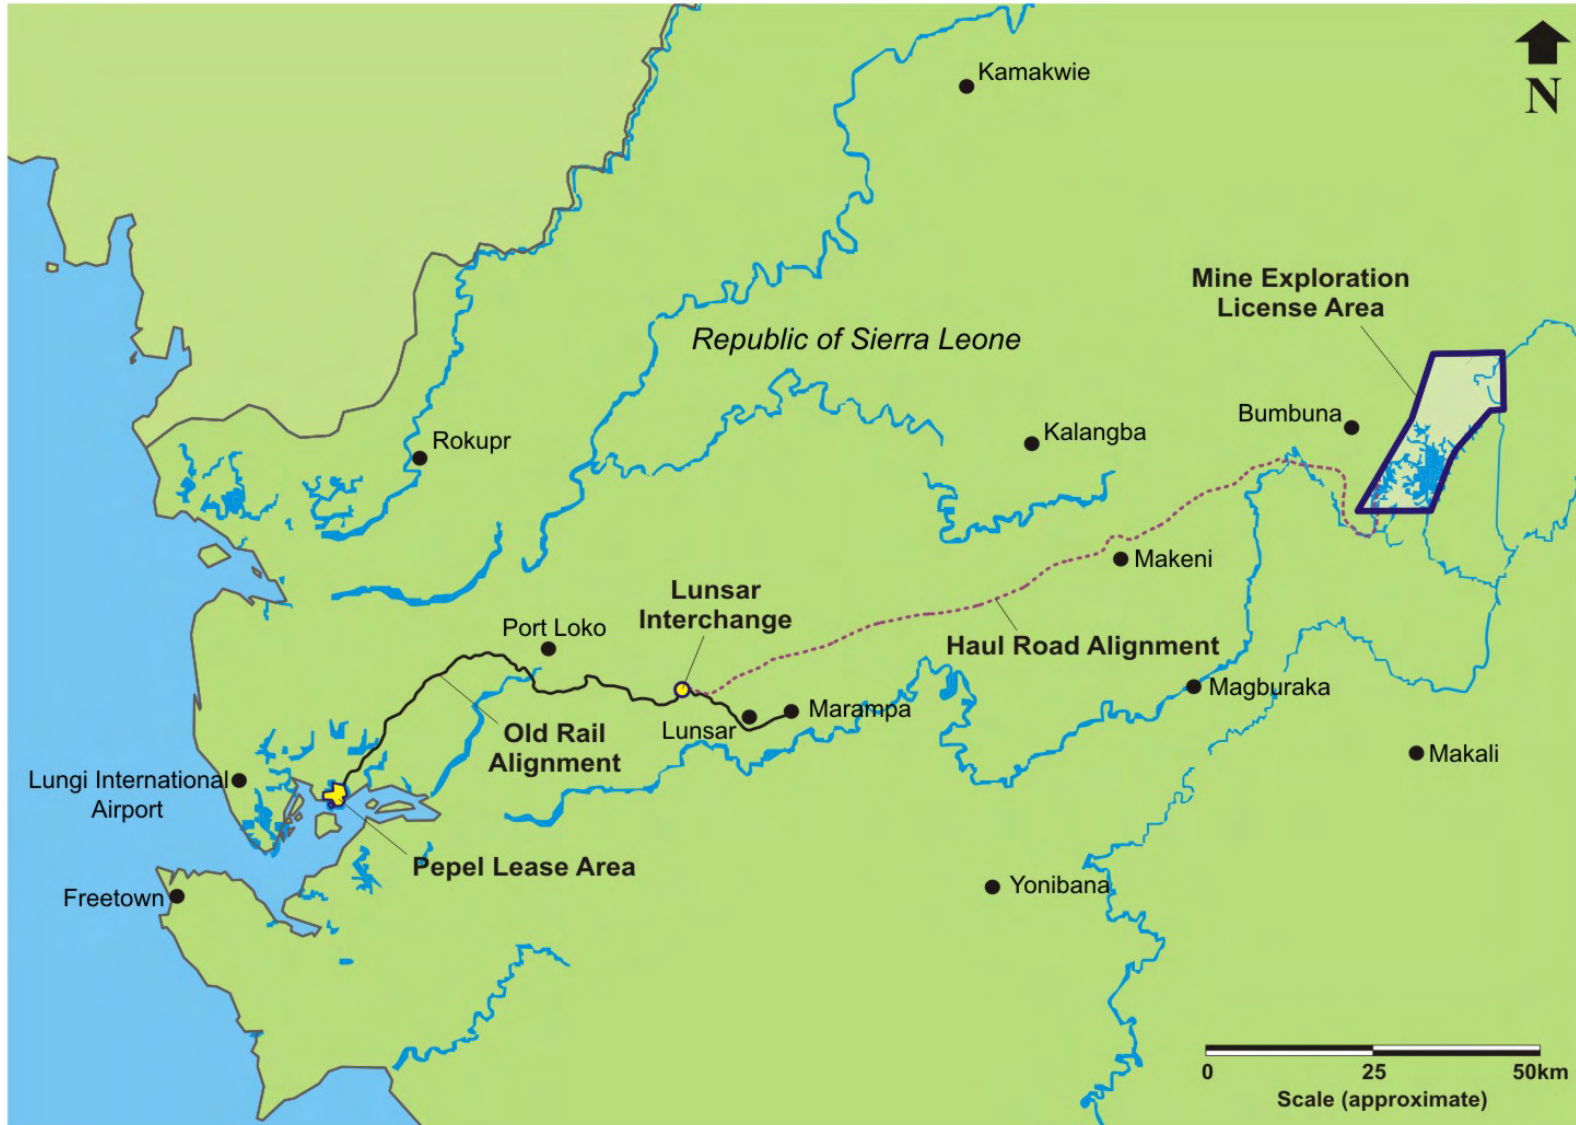 N
Kamakwie
Mine Exploration
License Area
Republic of Sierra Leone
Bumbuna
Rokupr
Kalangba
Makeni
Lunsar
Interchange
Port Loko
Haul Road Alignment
Magburaka
Marampa
Lunsar
Old Rail
Alignment
Makali
Lungi International
Airport
Pepel Lease Area
Yonibana
Freetown
0 25 50km
Scale (approximate)